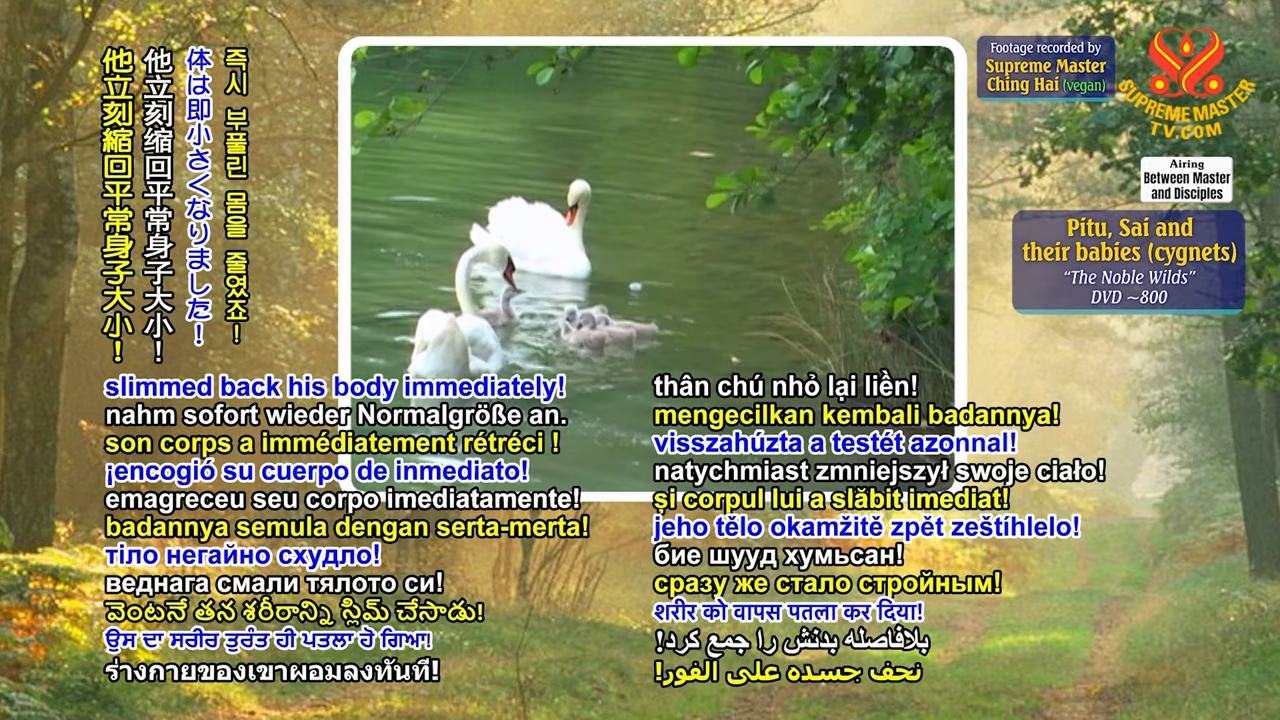 他立刻縮回平常身子大小！
他立刻缩回平常身子大小！
体は即小さくなりました！
즉시 부풀린 몸을 줄였죠!
Footage recorded by
Supreme Master
Ching Hai (vegan)
SUPREME MASTER
TV.COM
Airing
Between Master
and Disciples
Pitu, Sai and
their babies (cygnets)
“The Noble Wilds”
DVD ~800
slimmed back his body immediately!
nahm sofort wieder Normalgröße an.
son corps a immédiatement rétréci !
¡encogió su cuerpo de inmediato!
emagreceu seu corpo imediatamente!
badannya semula dengan serta-merta!
тіло негайно схудло!
веднага смали тялото си!
వెంటనే తన శరీరాన్ని స్లిమ్ చేసాడు!
ਉਸ ਦਾ ਸਰੀਰ ਤੁਰੰਤ ਹੀ ਪਤਲਾ ਹੋ ਗਿਆ!
ร่างกายของเขาผอมลงทันที!
thân chú nhỏ lại liền!
mengecilkan kembali badannya!
visszahúzta a testét azonnal!
natychmiast zmniejszył swoje ciało!
și corpul lui a slăbit imediat!
jeho tělo okamžitě zpět zeštíhlelo!
бие шууд хумьсан!
сразу же стало стройным!
शरीर को वापस पतला कर दिया!
بلافاصله بدنش را جمع کرد!
نحف جسده على الفور!